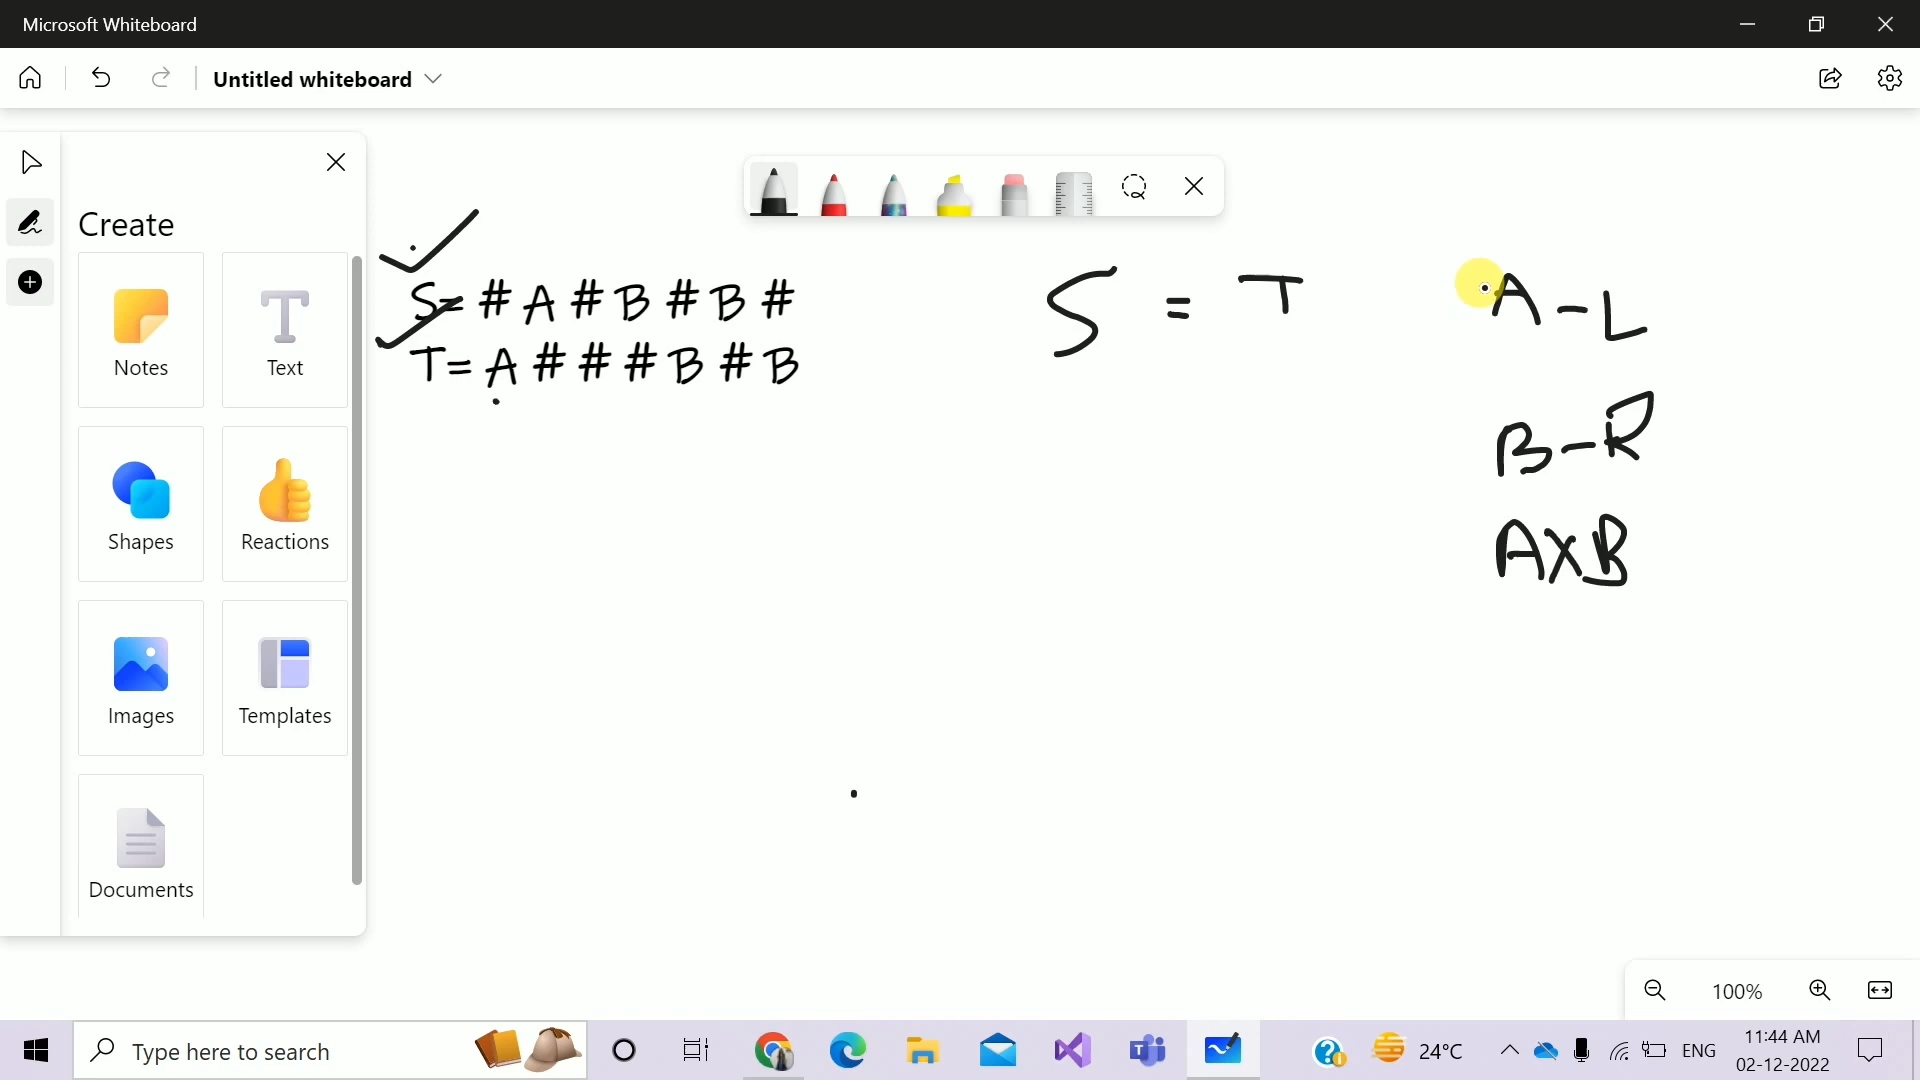 Microsoft Whiteboard
Untitled whiteboard
Create
Notes
Text
Shapes
Reactions
Images
Templates
Documents
S= # A # B # B #
T= A # # # B # B
S = T
A - L
B - R
A X B
100%
Type here to search
24°C
ENG
11:44 AM
02-12-2022